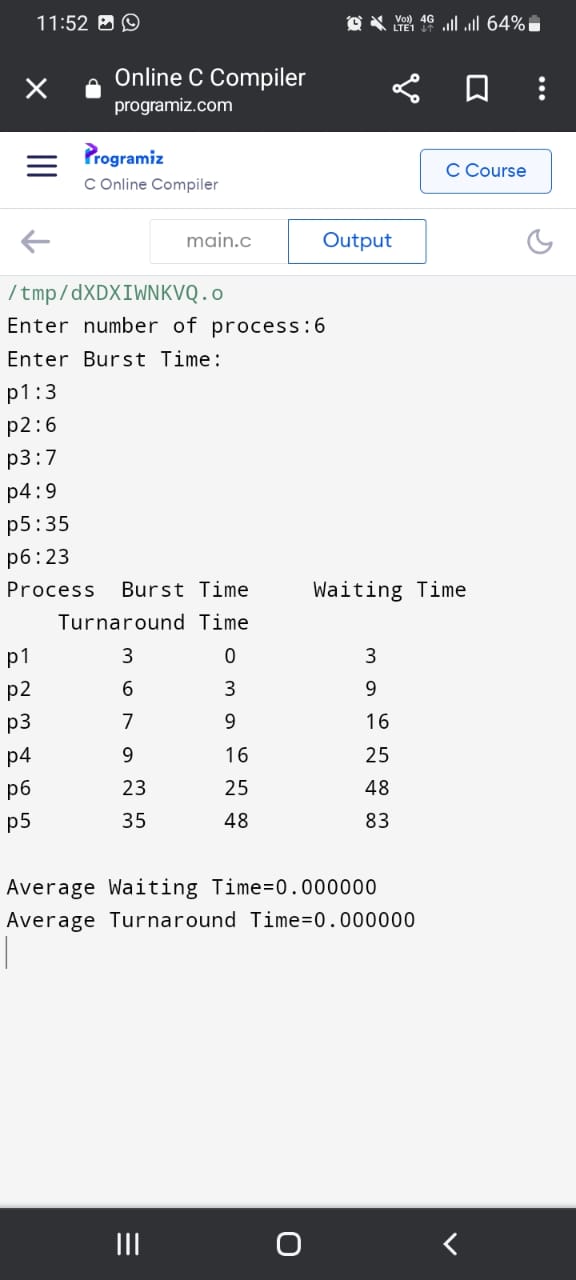 11:52
Vo)) 4G
LTE1
64%
Online C Compiler
programiz.com
Programiz
C Online Compiler
C Course
main.c
Output
/tmp/dXDXIWNKVQ.o
Enter number of process:6
Enter Burst Time:
p1:3
p2:6
p3:7
p4:9
p5:35
p6:23
Process Burst Time Waiting Time
Turnaround Time
p1 3 0 3
p2 6 3 9
p3 7 9 16
p4 9 16 25
p6 23 25 48
p5 35 48 83
Average Waiting Time=0.000000
Average Turnaround Time=0.000000